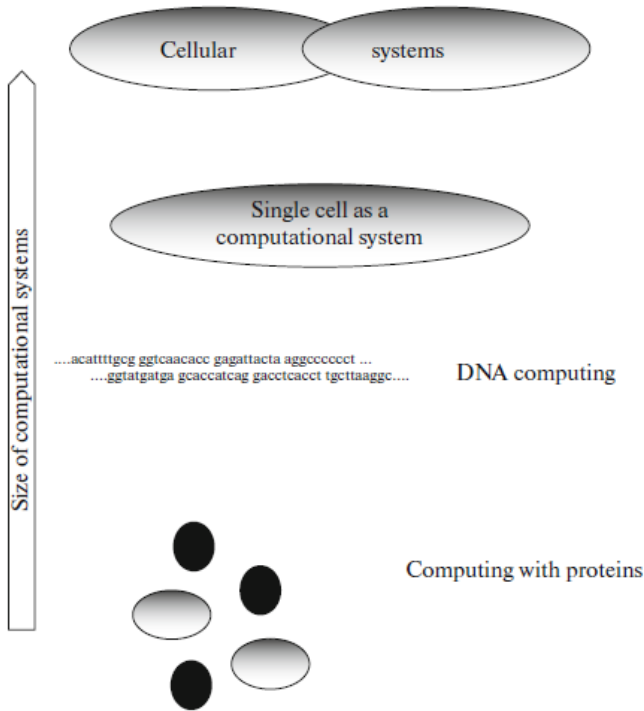 Cellular systems
Single cell as a
computational system
....acattttgcg ggtcaacacc gagattacta aggcccccct ...
....ggtatgatga gcaccatcag gacctcacct tgcttaaggc....
DNA computing
Computing with proteins
Size of computational systems